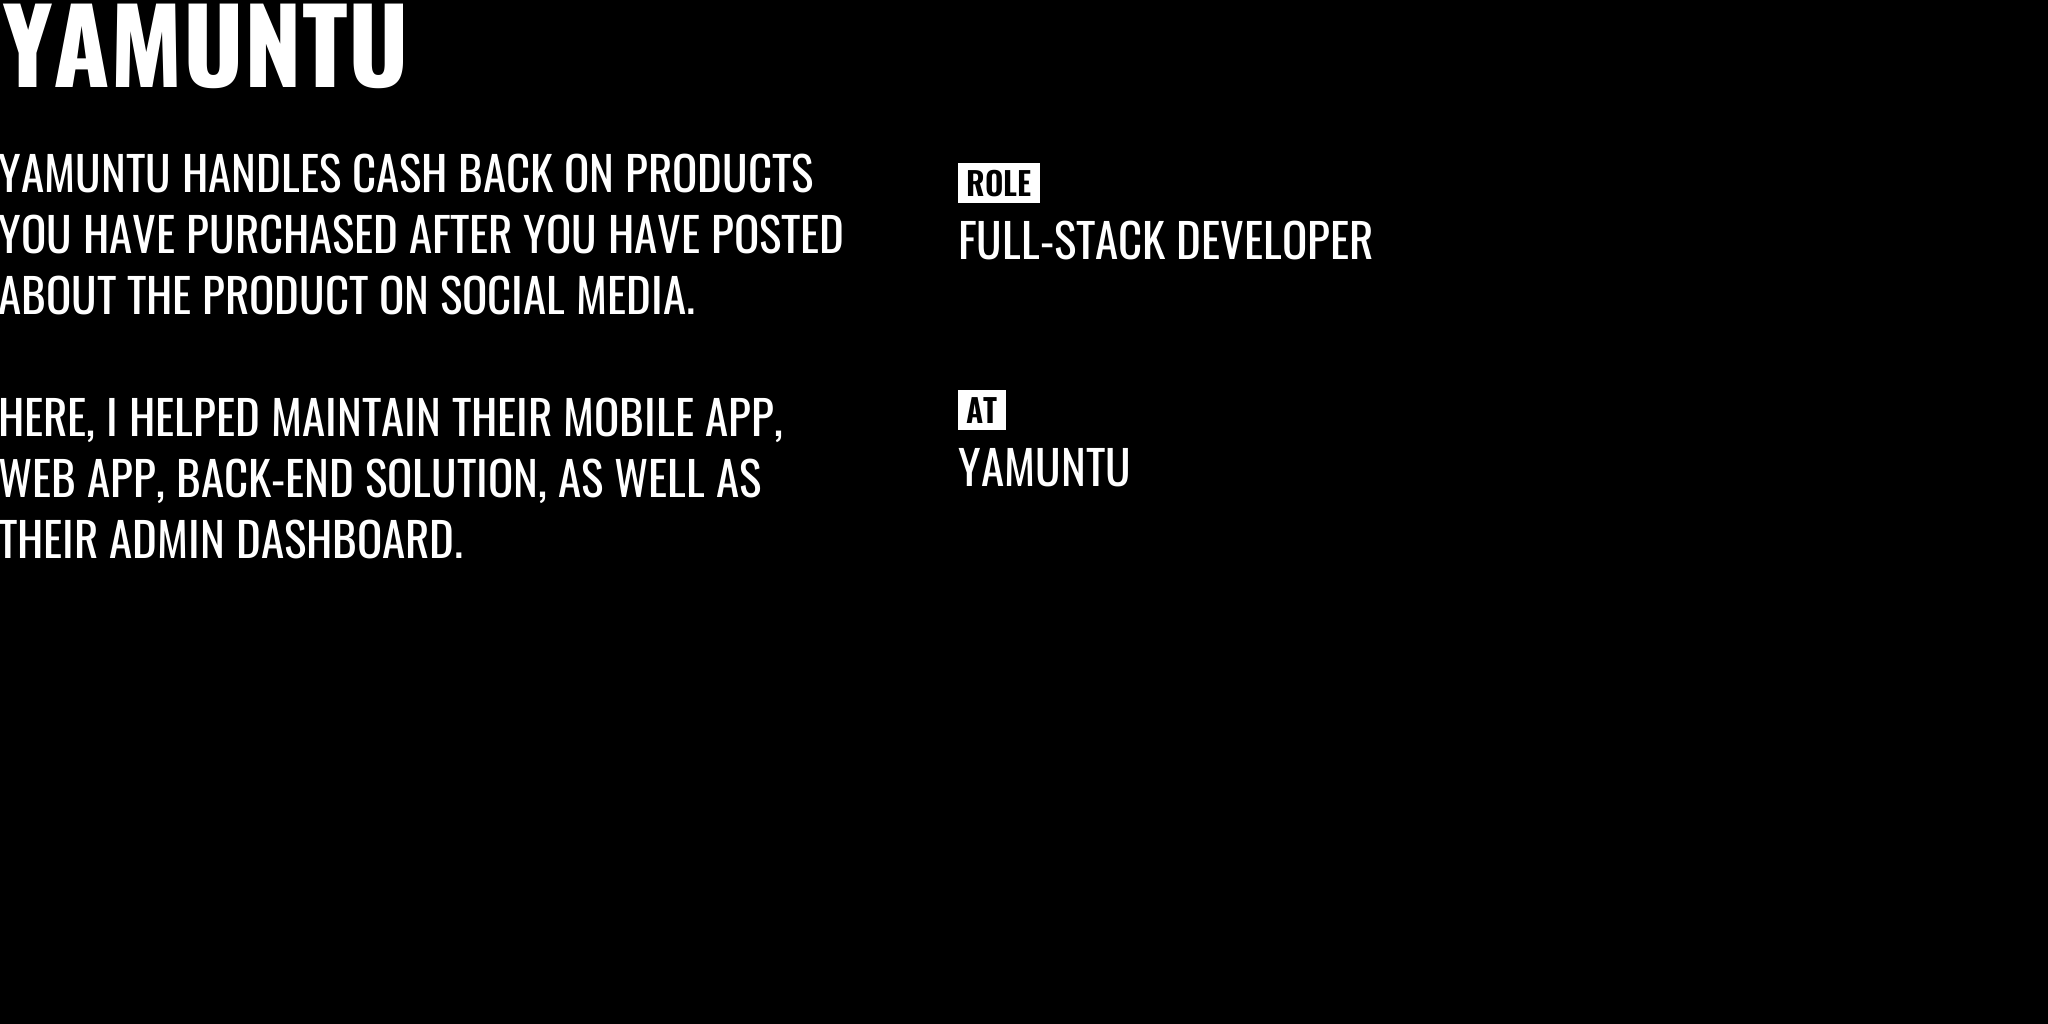 YAMUNTU
YAMUNTU HANDLES CASH BACK ON PRODUCTS
YOU HAVE PURCHASED AFTER YOU HAVE POSTED
ABOUT THE PRODUCT ON SOCIAL MEDIA.
HERE, I HELPED MAINTAIN THEIR MOBILE APP,
WEB APP, BACK-END SOLUTION, AS WELL AS
THEIR ADMIN DASHBOARD.
ROLE
FULL-STACK DEVELOPER
AT
YAMUNTU